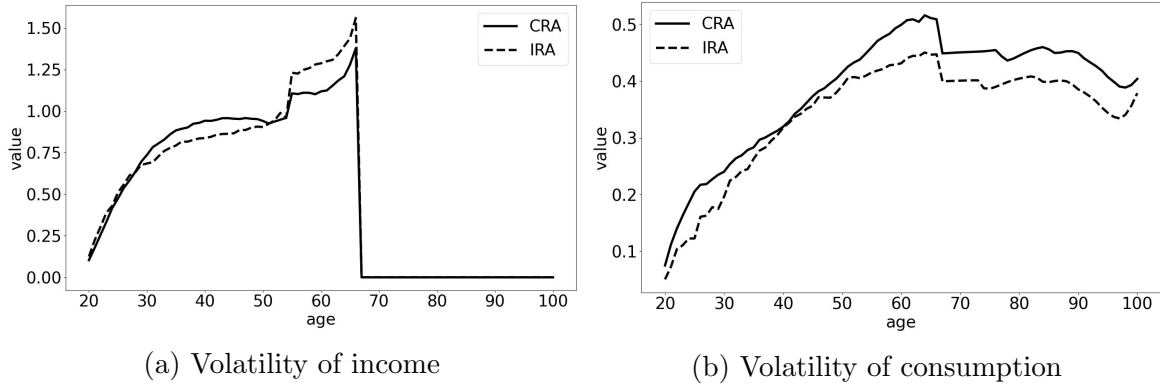 1.50
1.25
1.00
0.75
0.50
0.25
0.00
value
20 30 40 50 60 70 80 90 100
age
CRA
IRA
(a) Volatility of income
0.5
0.4
0.3
0.2
0.1
value
20 30 40 50 60 70 80 90 100
age
CRA
IRA
(b) Volatility of consumption